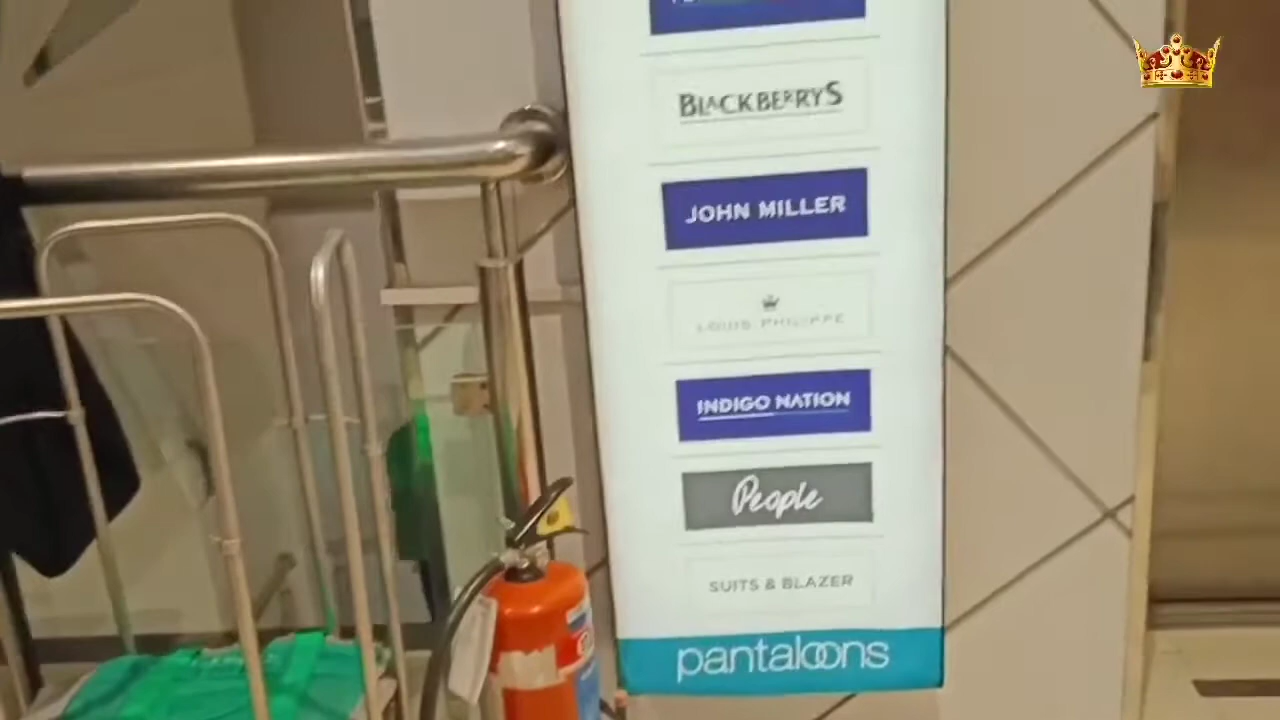 BLACKBERRYS
JOHN MILLER
LOUIS PHILIPPE
INDIGO NATION
People
SUITS & BLAZER
pantaloons